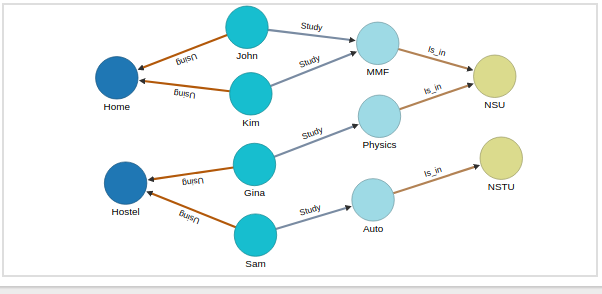 John
Study
Using
Is_in
MMF
Study
Home
Using
NSU
Kim
Is_in
Study
Physics
Using
Gina
Is_in
NSTU
Hostel
Using
Study
Auto
Sam